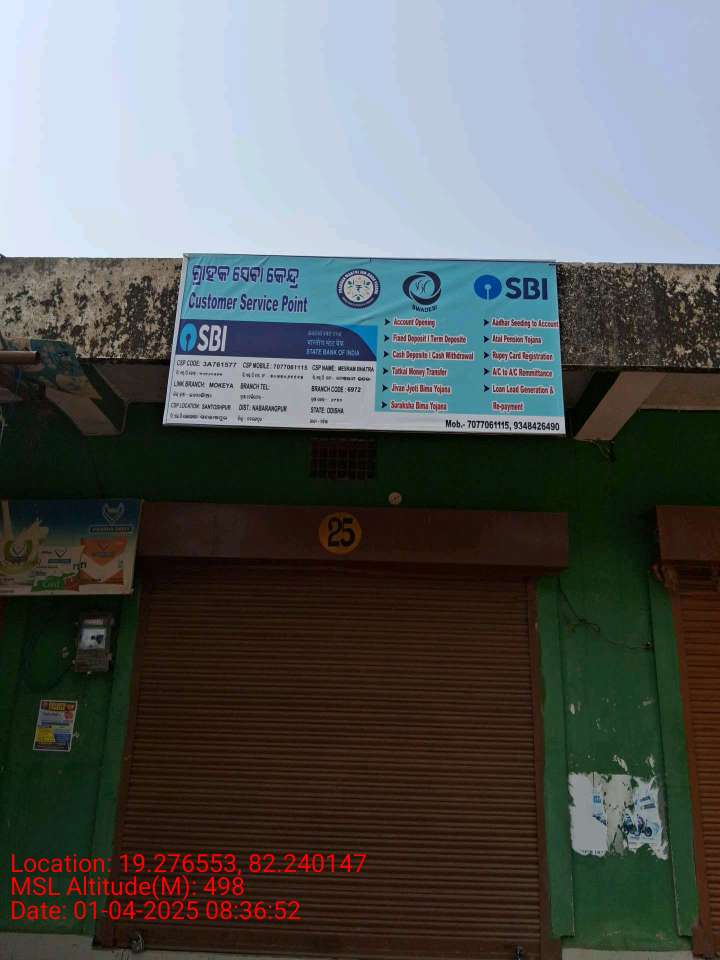 ଗ୍ରାହକ ସେବା କେନ୍ଦ୍ର
Customer Service Point
SBI
भारतीय स्टेट बैंक
STATE BANK OF INDIA
CSP CODE: 3A761577 CSP MOBILE: 7077061115 CSP NAME: MEGHAN BHATRA
LINK BRANCH: MOKEYA BRANCH TEL: BRANCH CODE: 6972
CSP LOCATION: SANTOSHPUR DIST: NABARANGPUR STATE: ODISHA
SWADESI
SBI
Account Opening
Fixed Deposit I Term Deposite
Cash Deposite I Cash Withdrawal
Tatkal Money Transfer
Jivan Jyoti Bima Yojana
Suraksha Bima Yojana
Aadhar Seeding to Account
Atal Pension Yojana
Rupey Card Registration
A/C to A/C Remmittance
Loan Lead Generation &
Re-payment
Mob.- 7077061115, 9348426490
25
Location: 19.276553, 82.240147
MSL Altitude(M): 498
Date: 01-04-2025 08:36:52